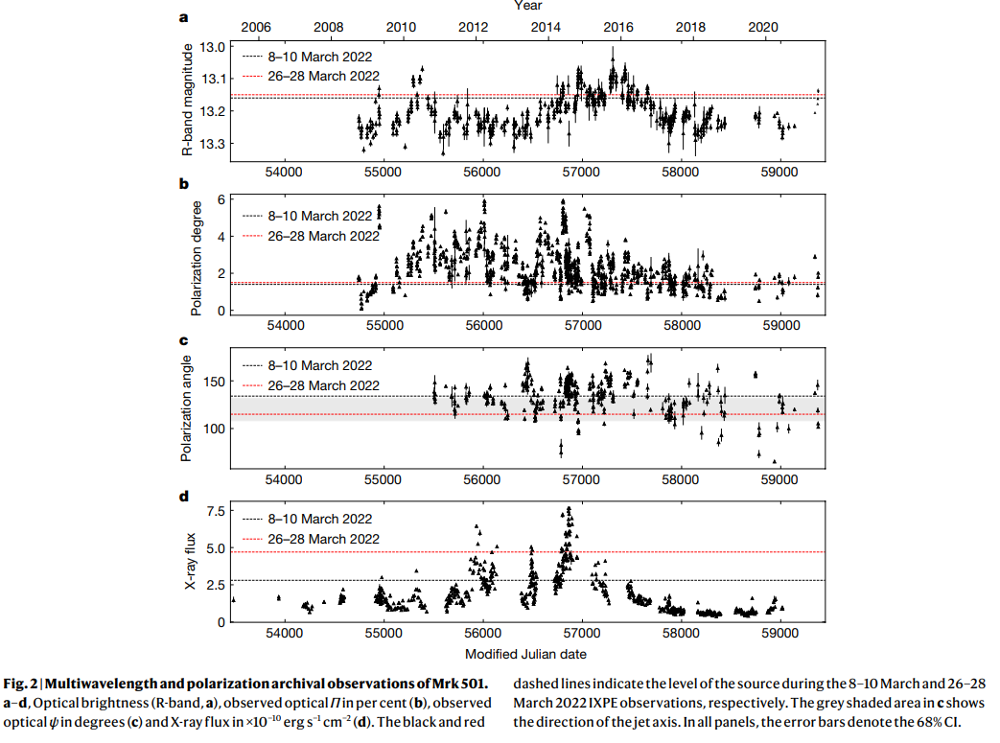 Year
2006 2008 2010 2012 2014 2016 2018 2020
a
R-band magnitude
13.0
13.1
13.2
13.3
8–10 March 2022
26–28 March 2022
54000 55000 56000 57000 58000 59000
b
Polarization degree
6
4
2
0
8–10 March 2022
26–28 March 2022
54000 55000 56000 57000 58000 59000
c
Polarization angle
150
100
8–10 March 2022
26–28 March 2022
54000 55000 56000 57000 58000 59000
d
X-ray flux
7.5
5.0
2.5
0
8–10 March 2022
26–28 March 2022
54000 55000 56000 57000 58000 59000
Modified Julian date
Fig. 2 | Multiwavelength and polarization archival observations of Mrk 501.
a–d, Optical brightness (R-band, a), observed optical Π in per cent (b), observed
optical ψ in degrees (c) and X-ray flux in ×10⁻¹⁰ erg s⁻¹ cm⁻² (d). The black and red
dashed lines indicate the level of the source during the 8–10 March and 26–28
March 2022 IXPE observations, respectively. The grey shaded area in c shows
the direction of the jet axis. In all panels, the error bars denote the 68% CI.